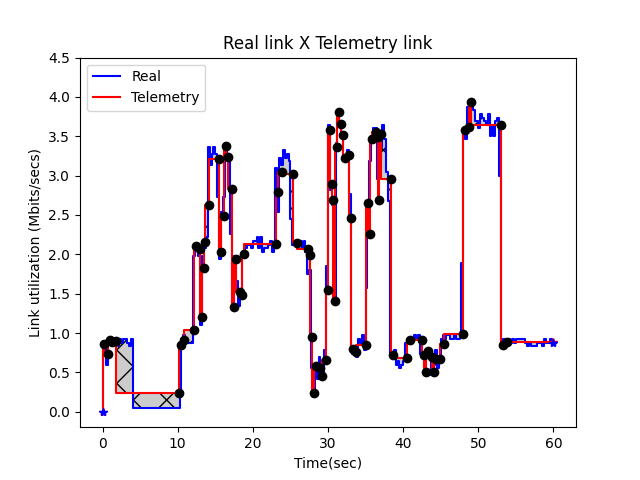 Real link X Telemetry link
Real
Telemetry
Link utilization (Mbits/secs)
4.5
4.0
3.5
3.0
2.5
2.0
1.5
1.0
0.5
0.0
0 10 20 30 40 50 60
Time(sec)